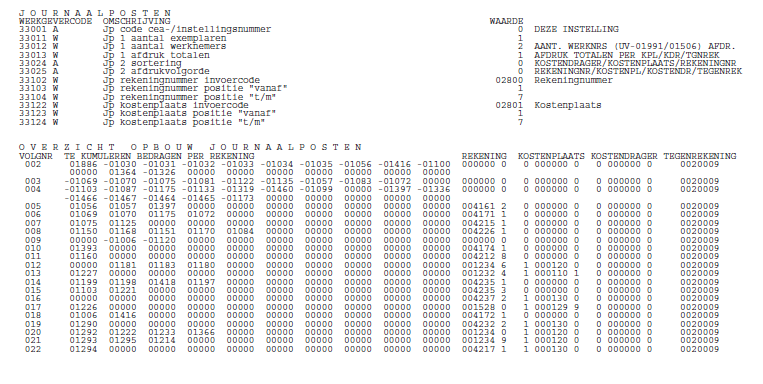 J O U R N A A L P O S T E N
WERKGEVERCODE OMSCHRIJVING WAARDE
33001 A Jp code cea-/instellingsnummer 0 DEZE INSTELLING
33011 W Jp 1 aantal exemplaren 1
33012 W Jp 1 aantal werknemers 2 AANT. WERKNRS (UV-01991/01506) AFDR.
33013 W Jp 1 afdruk totalen 1 AFDRUK TOTALEN PER KPL/KDR/TGNREK
33024 A Jp 2 sortering 0 KOSTENDRAGER/KOSTENPLAATS/REKENINGNR
33025 A Jp 2 afdrukvolgorde 0 REKENINGNR/KOSTENPL/KOSTENDR/TEGENREK
33102 W Jp rekeningnummer invoercode 02800 Rekeningnummer
33103 W Jp rekeningnummer positie "vanaf" 1
33104 W Jp rekeningnummer positie "t/m" 7
33122 W Jp kostenplaats invoercode 02801 Kostenplaats
33123 W Jp kostenplaats positie "vanaf" 1
33124 W Jp kostenplaats positie "t/m" 7
O V E R Z I C H T O P B O U W J O U R N A A L P O S T E N
VOLGNR TE KUMULEREN BEDRAGEN PER REKENING REKENING KOSTENPLAATS KOSTENDRAGER TEGENREKENING
002 01886 -01030 -01031 -01032 -01033 -01034 -01035 -01056 -01416 -01100 000000 0 0 000000 0 0 000000 0 0020009
00000 01364 -01326 00000 00000 00000 00000 00000 00000 00000
003 -01069 -01070 -01075 -01081 -01122 -01135 -01057 -01083 -01072 00000 000000 0 0 000000 0 0 000000 0 0020009
004 -01103 -01087 -01175 -01133 -01319 -01460 -01099 00000 -01397 -01336 000000 0 0 000000 0 0 000000 0 0020009
-01466 -01467 -01464 -01465 -01173 00000 00000 00000 00000 00000
005 01056 01057 01397 00000 00000 00000 00000 00000 00000 00000 004161 2 0 000000 0 0 000000 0 0020009
006 01069 01070 01175 01072 00000 00000 00000 00000 00000 00000 004171 1 0 000000 0 0 000000 0 0020009
007 01075 01125 00000 00000 00000 00000 00000 00000 00000 00000 004215 1 0 000000 0 0 000000 0 0020009
008 01150 01168 01151 01170 01084 00000 00000 00000 00000 00000 004226 1 0 000000 0 0 000000 0 0020009
009 00000 -01006 -01120 00000 00000 00000 00000 00000 00000 00000 000000 0 0 000000 0 0 000000 0 0020009
010 01393 00000 00000 00000 00000 00000 00000 00000 00000 00000 004174 1 0 000000 0 0 000000 0 0020009
011 01160 00000 00000 00000 00000 00000 00000 00000 00000 00000 004212 8 0 000000 0 0 000000 0 0020009
012 00000 01181 01183 01180 00000 00000 00000 00000 00000 00000 001234 6 1 000120 0 0 000000 0 0020009
013 01227 00000 00000 00000 00000 00000 00000 00000 00000 00000 001232 4 1 000110 1 0 000000 0 0020009
014 01199 01198 01418 01197 00000 00000 00000 00000 00000 00000 004235 1 0 000000 0 0 000000 0 0020009
015 01103 01221 00000 00000 00000 00000 00000 00000 00000 00000 004235 3 0 000000 0 0 000000 0 0020009
016 00000 00000 00000 00000 00000 00000 00000 00000 00000 00000 004237 2 1 000130 0 0 000000 0 0020009
017 01226 00000 00000 00000 00000 00000 00000 00000 00000 00000 001528 0 1 000129 9 0 000000 0 0020009
018 01006 01416 00000 00000 00000 00000 00000 00000 00000 00000 004172 1 0 000000 0 0 000000 0 0020009
019 01290 00000 00000 00000 00000 00000 00000 00000 00000 00000 004232 2 1 000130 0 0 000000 0 0020009
020 01292 01222 01233 01366 00000 00000 00000 00000 00000 00000 001234 0 1 000120 0 0 000000 0 0020009
021 01293 01295 01214 00000 00000 00000 00000 00000 00000 00000 001234 9 1 000120 0 0 000000 0 0020009
022 01294 00000 00000 00000 00000 00000 00000 00000 00000 00000 004217 1 1 000130 0 0 000000 0 0020009